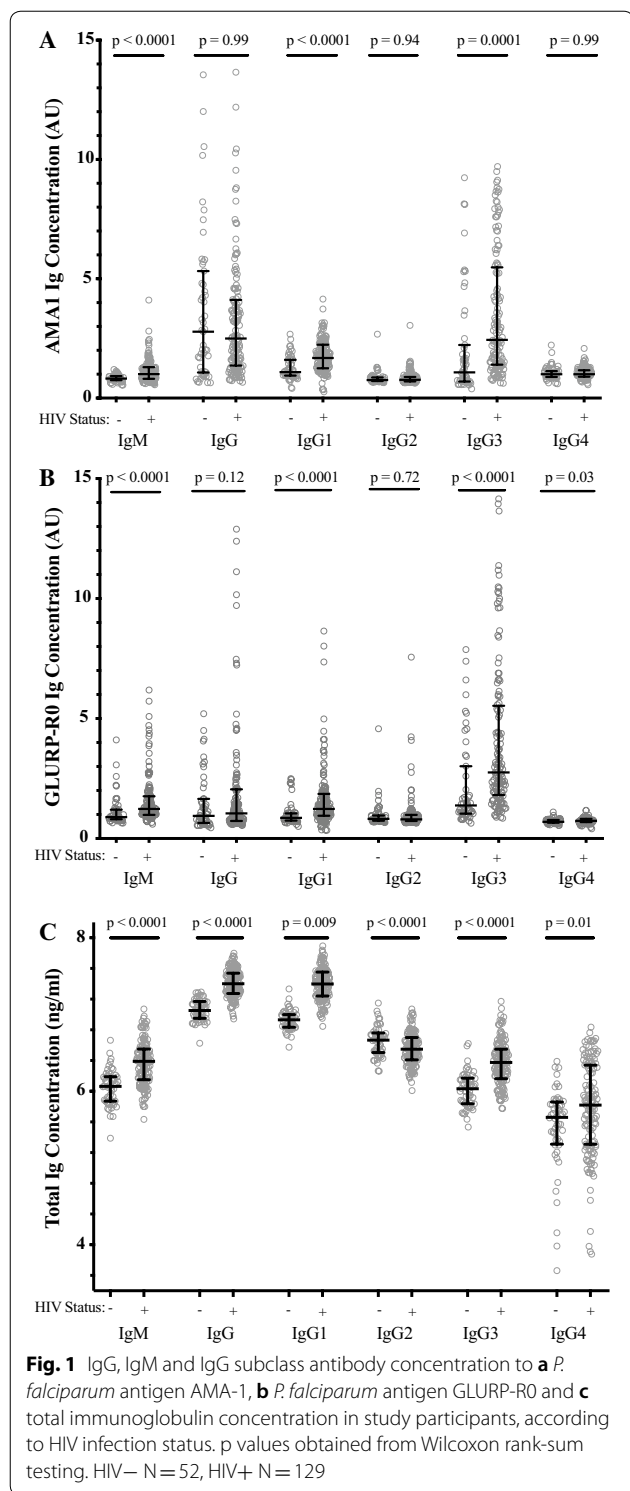 A
p < 0.0001 p = 0.99 p < 0.0001 p = 0.94 p = 0.0001 p = 0.99
AMA1 Ig Concentration (AU)
15
10
5
0
HIV Status: - + - + - + - + - + - +
IgM IgG IgG1 IgG2 IgG3 IgG4
B
p < 0.0001 p = 0.12 p < 0.0001 p = 0.72 p < 0.0001 p = 0.03
GLURP-R0 Ig Concentration (AU)
15
10
5
0
HIV Status: - + - + - + - + - + - +
IgM IgG IgG1 IgG2 IgG3 IgG4
C
p < 0.0001 p < 0.0001 p = 0.009 p < 0.0001 p < 0.0001 p = 0.01
Total Ig Concentration (ng/ml)
8
6
4
HIV Status: - + - + - + - + - + - +
IgM IgG IgG1 IgG2 IgG3 IgG4
Fig. 1 IgG, IgM and IgG subclass antibody concentration to a P.
falciparum antigen AMA-1, b P. falciparum antigen GLURP-R0 and c
total immunoglobulin concentration in study participants, according
to HIV infection status. p values obtained from Wilcoxon rank-sum
testing. HIV− N = 52, HIV+ N = 129